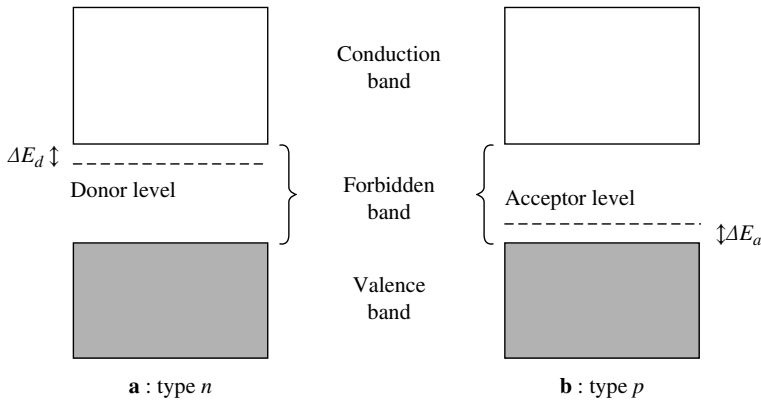 Conduction
band
ΔE_d
Donor level
Forbidden
band
Acceptor level
ΔE_a
Valence
band
a : type n
b : type p